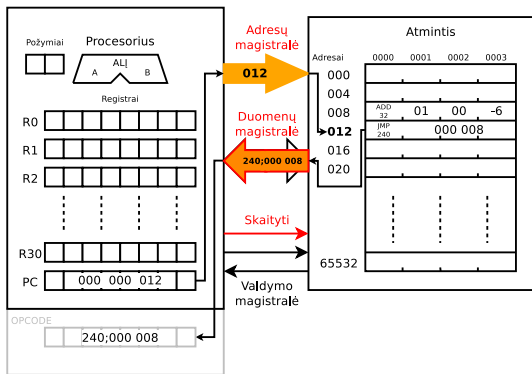 Procesorius
Požymiai
ALĮ
A B
Registrai
R0
R1
R2
R30
PC 000 000 012
OPCODE
240;000 008
Adresų
magistralė
012
Duomenų
magistralė
240;000 008
Skaityti
Valdymo
magistralė
Atmintis
Adresai
0000 0001 0002 0003
000
004
008
012
016
020
65532
ADD
32
01 00 -6
JMP
240
000 008